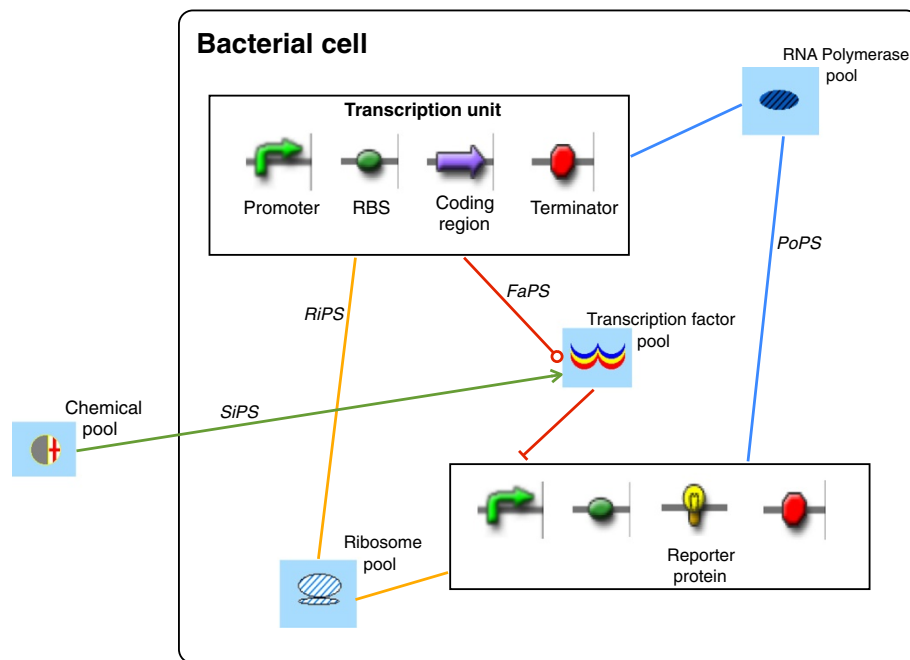 Bacterial cell
RNA Polymerase
pool
Transcription unit
Promoter
RBS
Coding
region
Terminator
PoPS
RiPS
FaPS
Transcription factor
pool
Chemical
pool
SiPS
Ribosome
pool
Reporter
protein